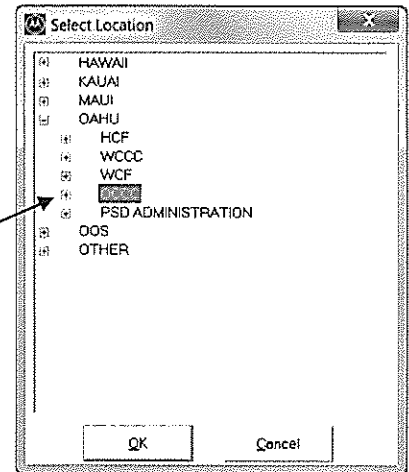 Select Location
HAWAII
KAUAI
MAUI
OAHU
HCF
WCCC
WCF
PSD ADMINISTRATION
OOS
OTHER
OK
Cancel